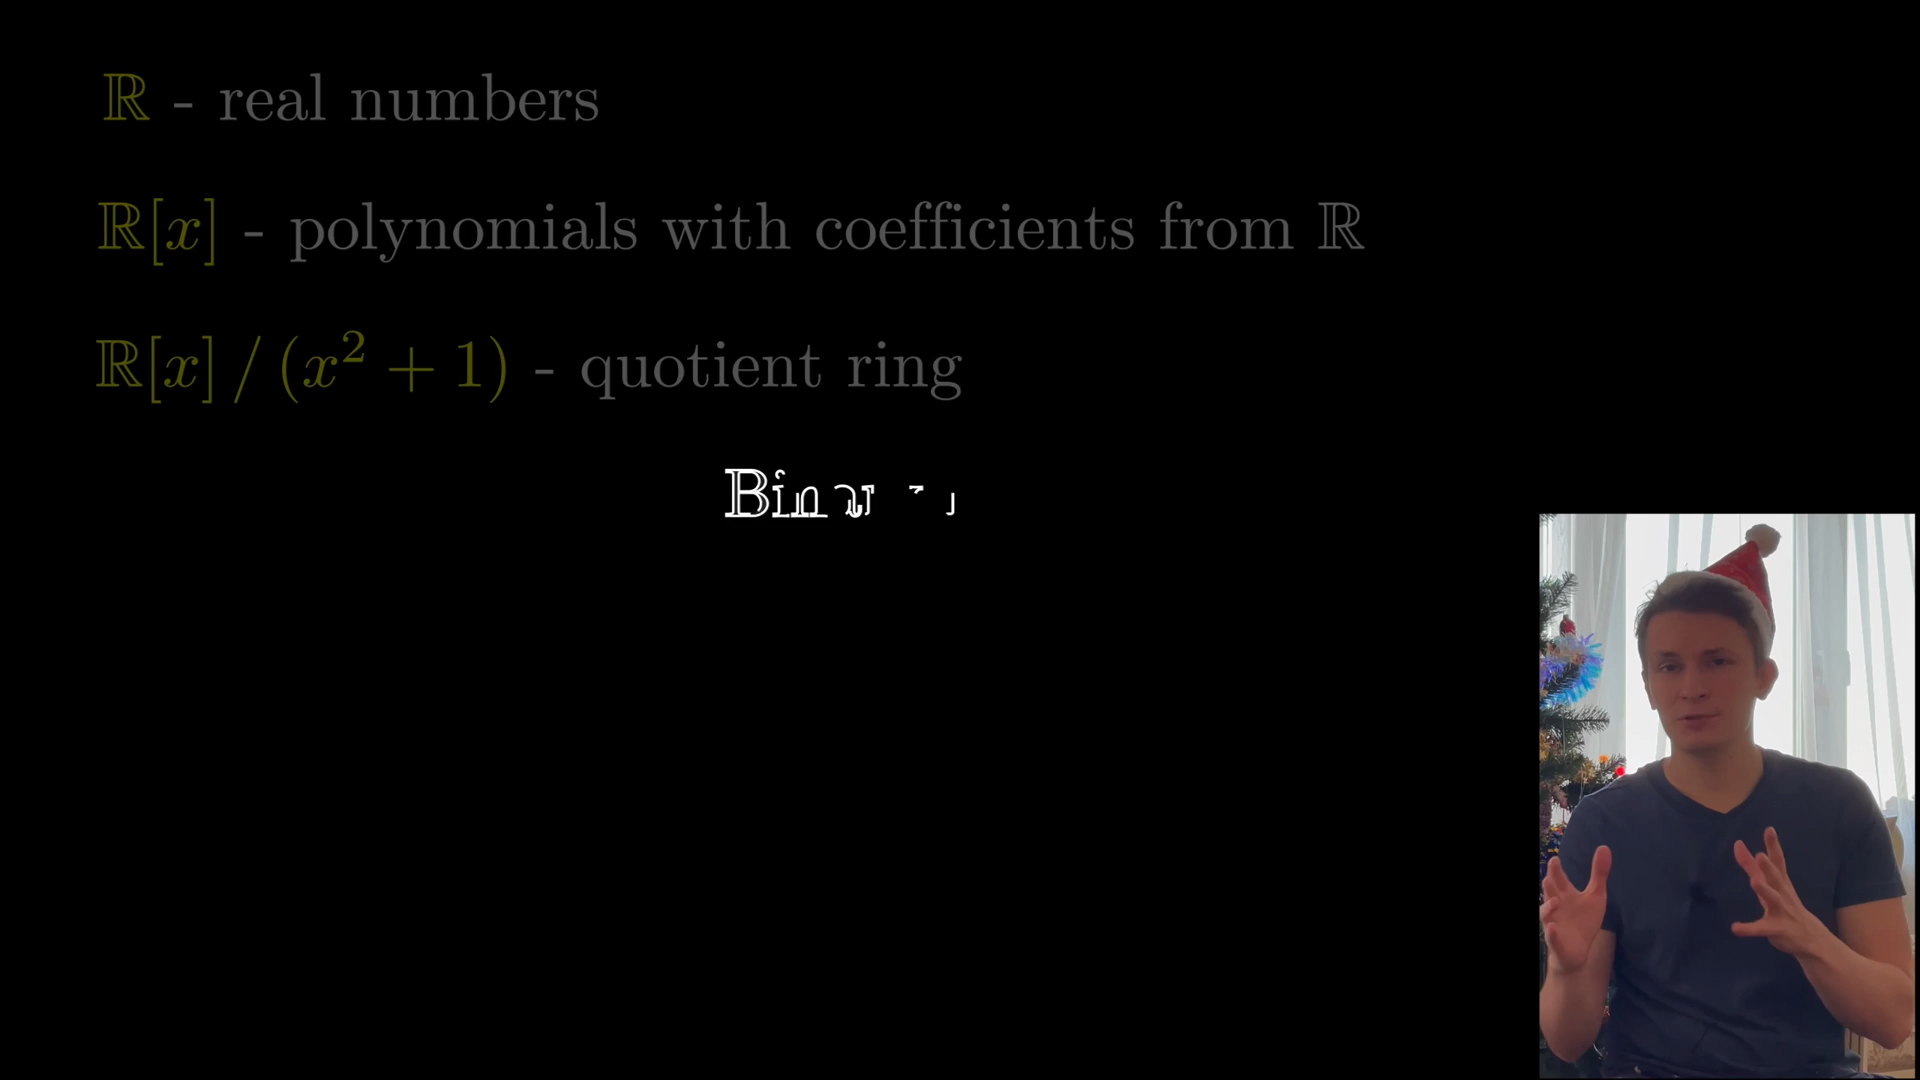 ℝ - real numbers
ℝ[x] - polynomials with coefficients from ℝ
ℝ[x] / (x² + 1) - quotient ring